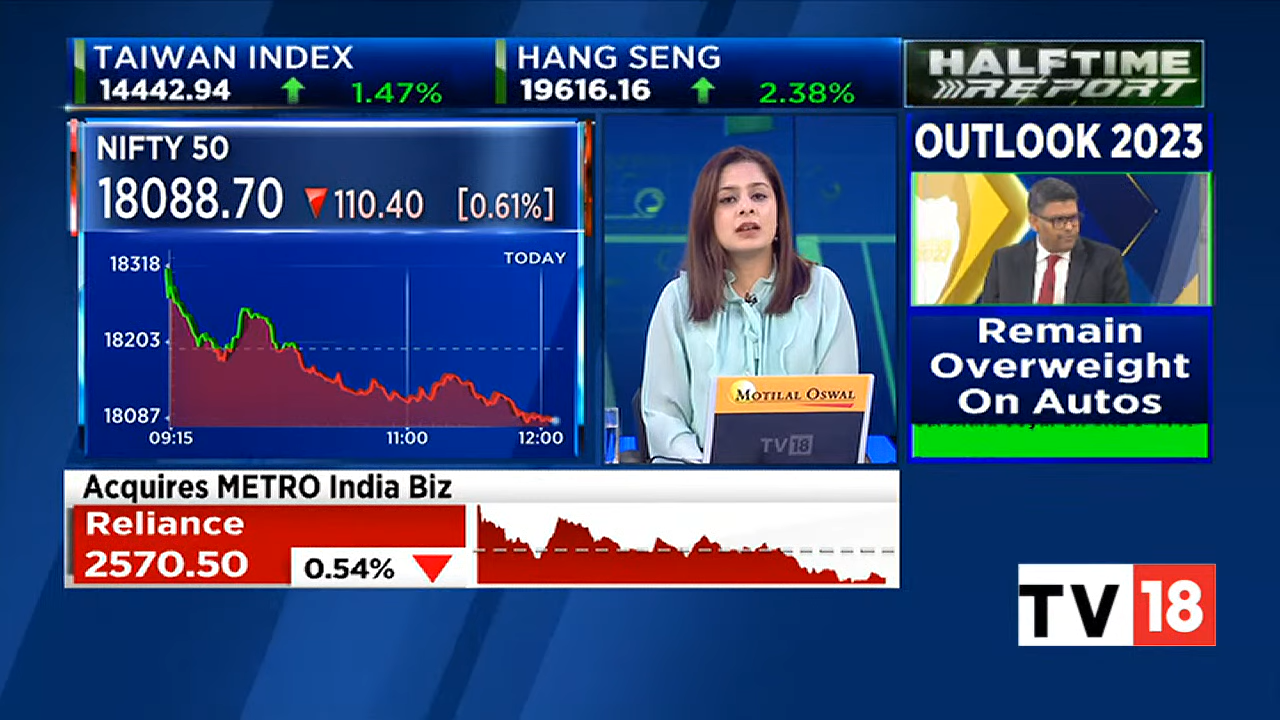 TAIWAN INDEX
14442.94 1.47%
HANG SENG
19616.16 2.38%
HALFTIME
REPORT
NIFTY 50
18088.70 110.40 [0.61%]
TODAY
18318
18203
18087
09:15 11:00 12:00
MOTILAL OSWAL
TV18
OUTLOOK 2023
Remain
Overweight
On Autos
Acquires METRO India Biz
Reliance
2570.50 0.54%
TV18